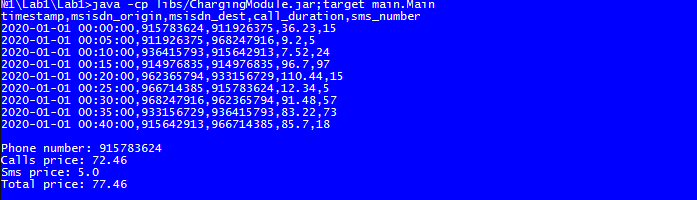 №1\Lab1\Lab1>java -cp libs/ChargingModule.jar;target main.Main
timestamp,msisdn_origin,msisdn_dest,call_duration,sms_number
2020-01-01 00:00:00,915783624,911926375,36.23,15
2020-01-01 00:05:00,911926375,968247916,9.2,5
2020-01-01 00:10:00,936415793,915642913,7.52,24
2020-01-01 00:15:00,914976835,914976835,96.7,97
2020-01-01 00:20:00,962365794,933156729,110.44,15
2020-01-01 00:25:00,966714385,915783624,12.34,5
2020-01-01 00:30:00,968247916,962365794,91.48,57
2020-01-01 00:35:00,933156729,936415793,83.22,73
2020-01-01 00:40:00,915642913,966714385,85.7,18
Phone number: 915783624
Calls price: 72.46
Sms price: 5.0
Total price: 77.46